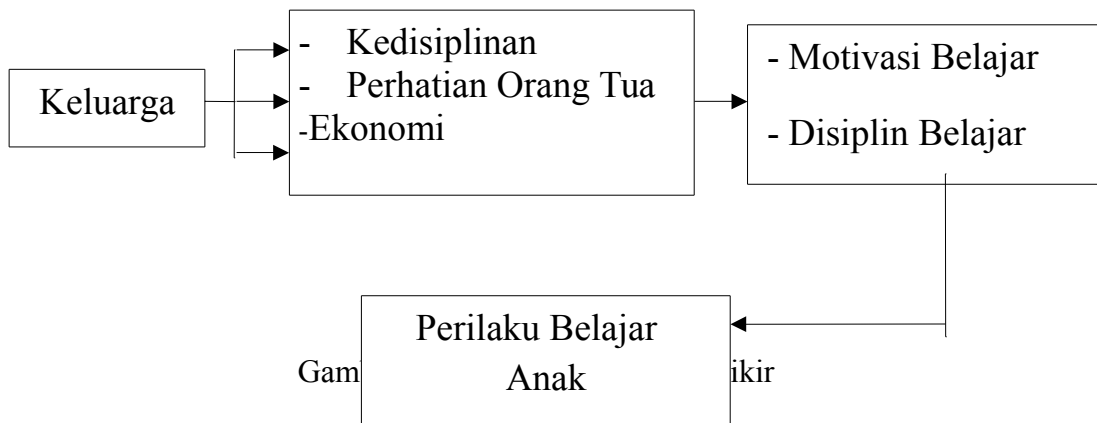 Keluarga
- Kedisiplinan
- Perhatian Orang Tua
-Ekonomi
- Motivasi Belajar
- Disiplin Belajar
Perilaku Belajar
Anak